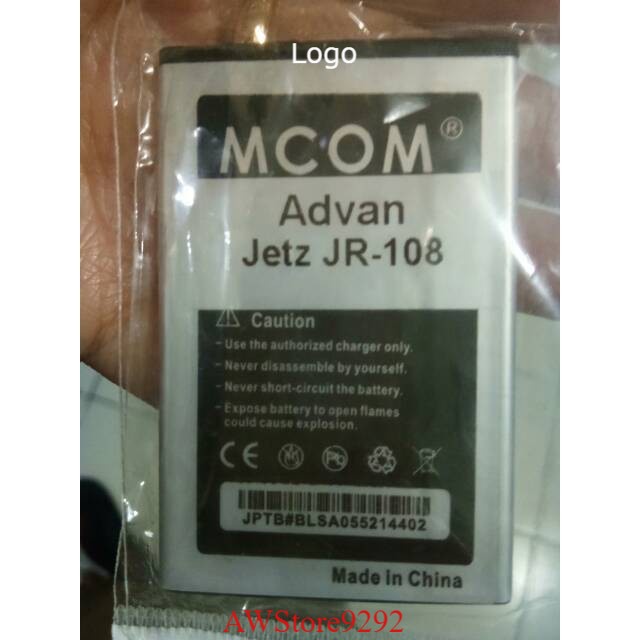 Logo
MCOM®
Advan
Jetz JR-108
Caution
- Use the authorized charger only.
- Never disassemble by yourself.
- Never short-circuit the battery.
- Expose battery to open flames
could cause explosion.
CE
Pb
JPTB#BLSA055214402
Made in China
AWStore9292